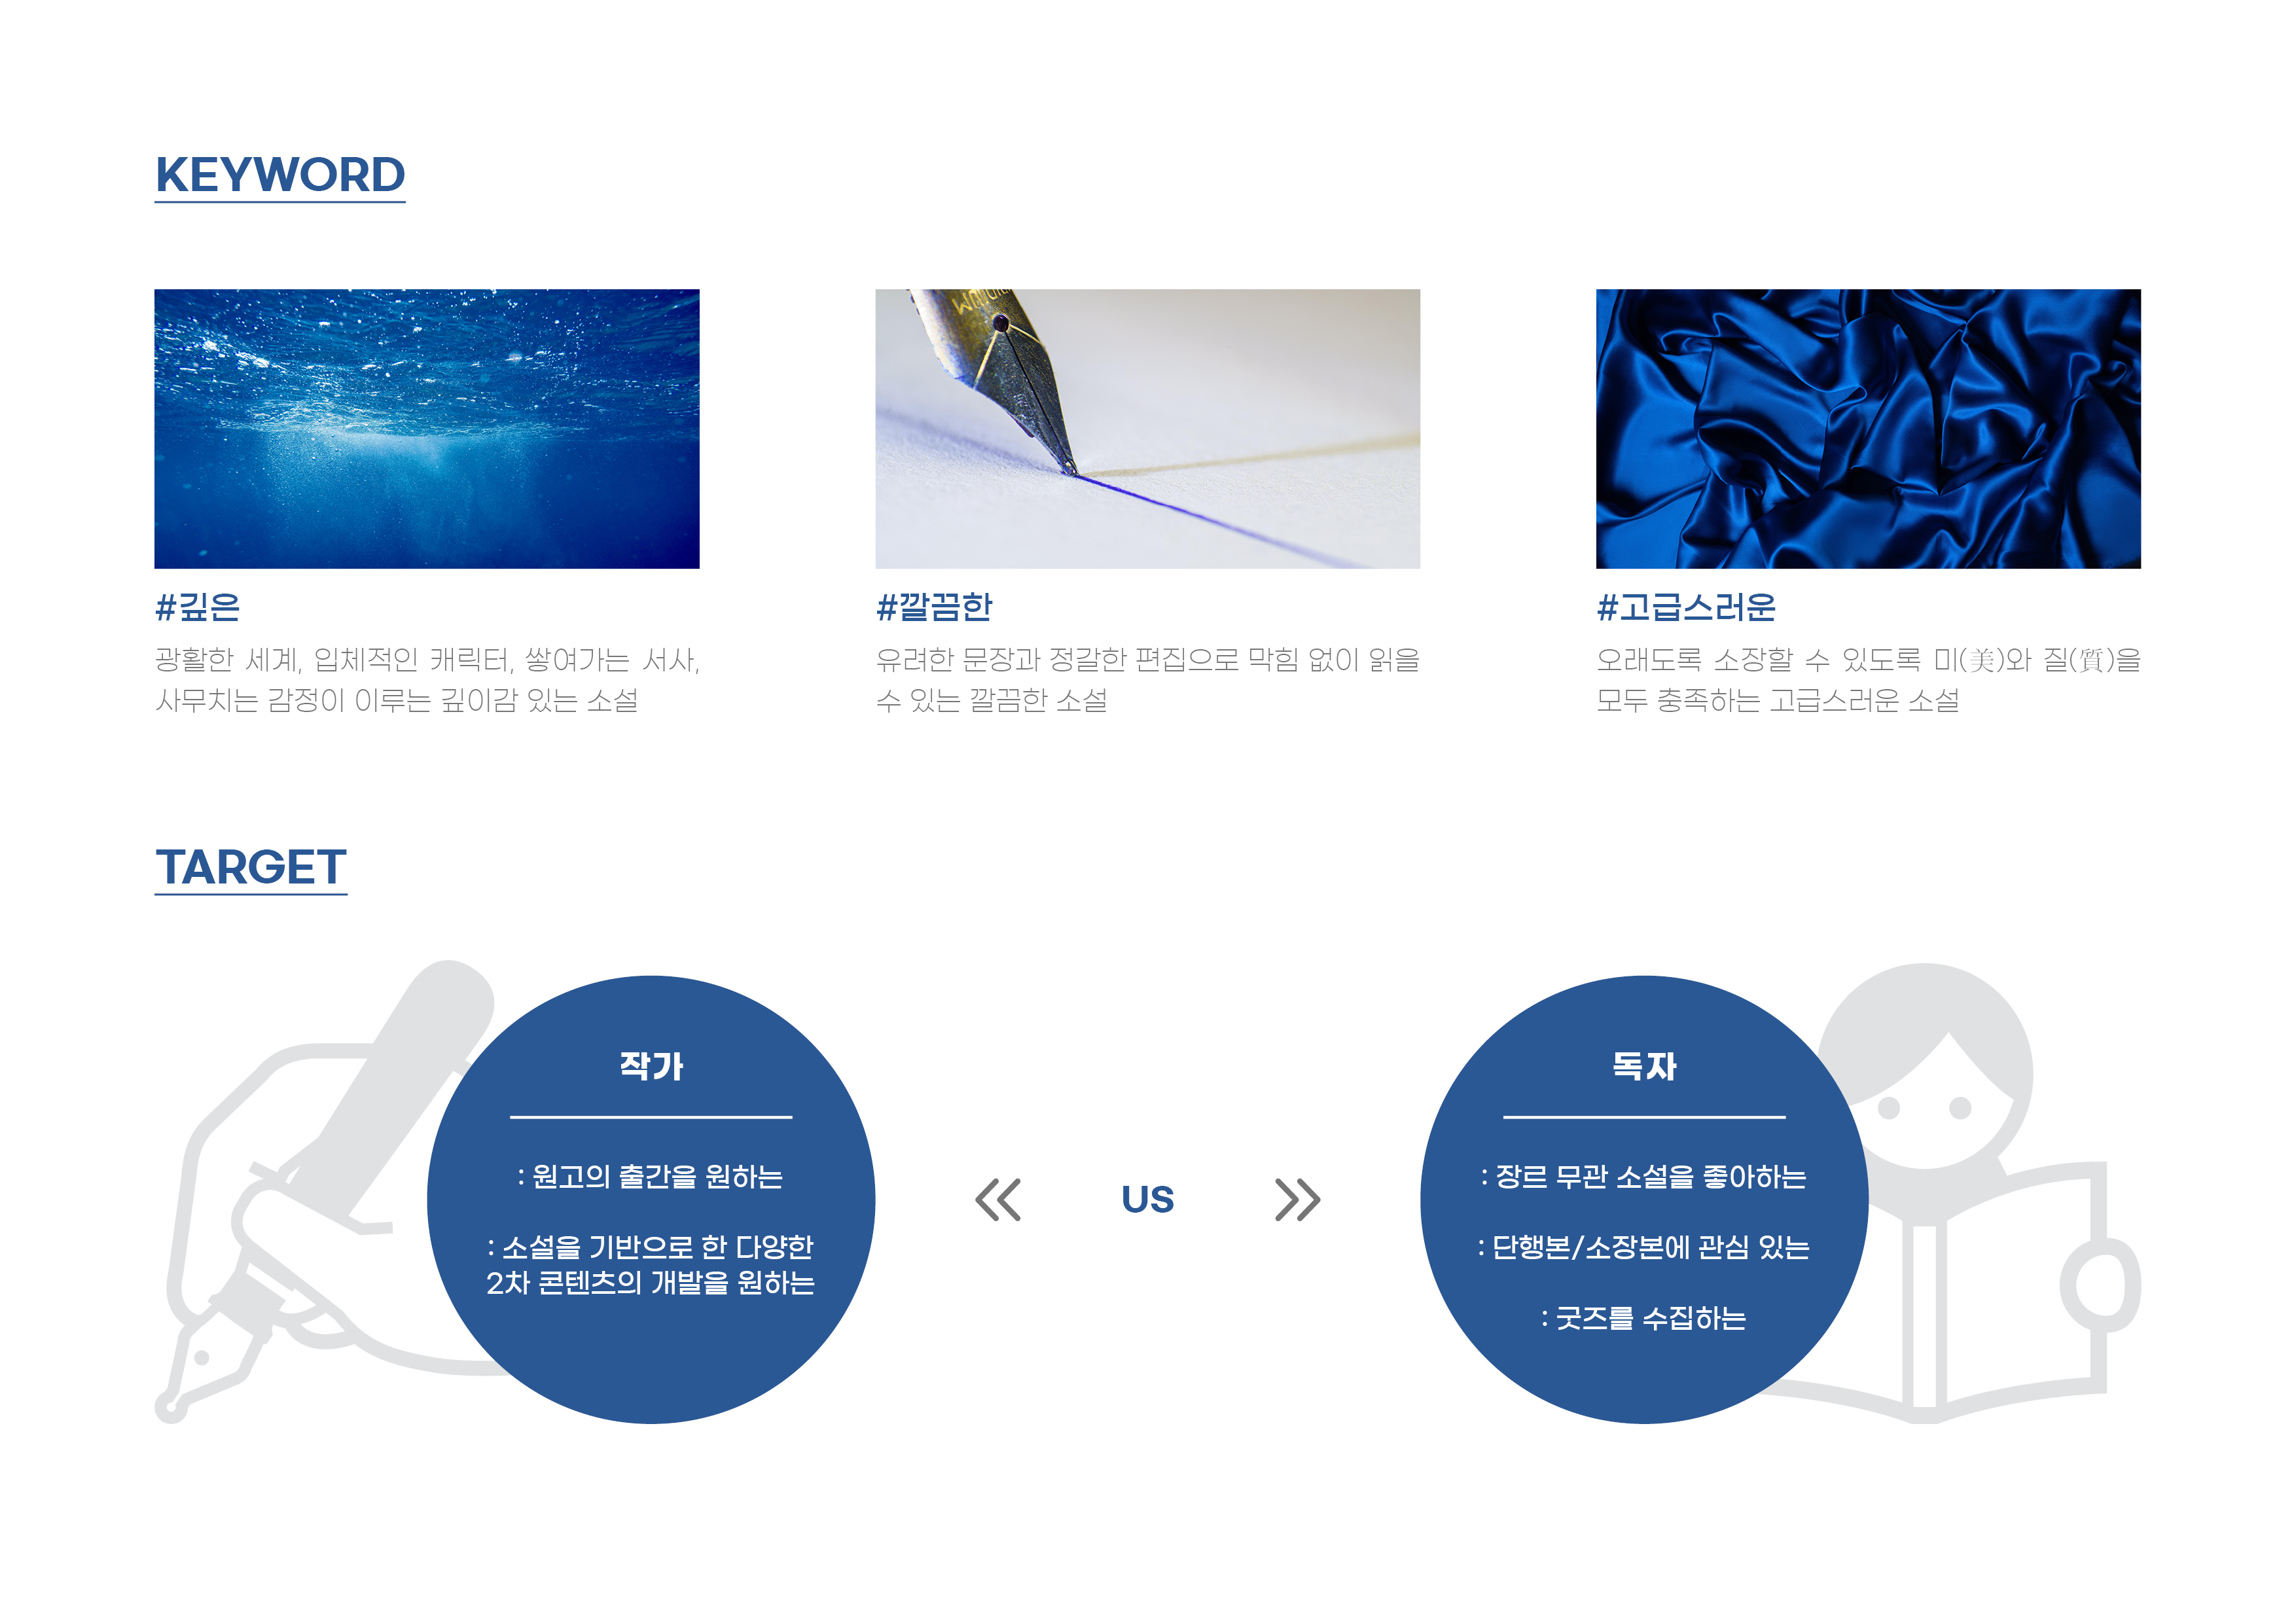 KEYWORD
#깊은
광활한 세계, 입체적인 캐릭터, 쌓여가는 서사,
사무치는 감정이 이루는 깊이감 있는 소설
#깔끔한
유려한 문장과 정갈한 편집으로 막힘 없이 읽을
수 있는 깔끔한 소설
#고급스러운
오래도록 소장할 수 있도록 미(美)와 질(質)을
모두 충족하는 고급스러운 소설
TARGET
작가
: 원고의 출간을 원하는
: 소설을 기반으로 한 다양한
2차 콘텐츠의 개발을 원하는
US
독자
: 장르 무관 소설을 좋아하는
: 단행본/소장본에 관심 있는
: 굿즈를 수집하는